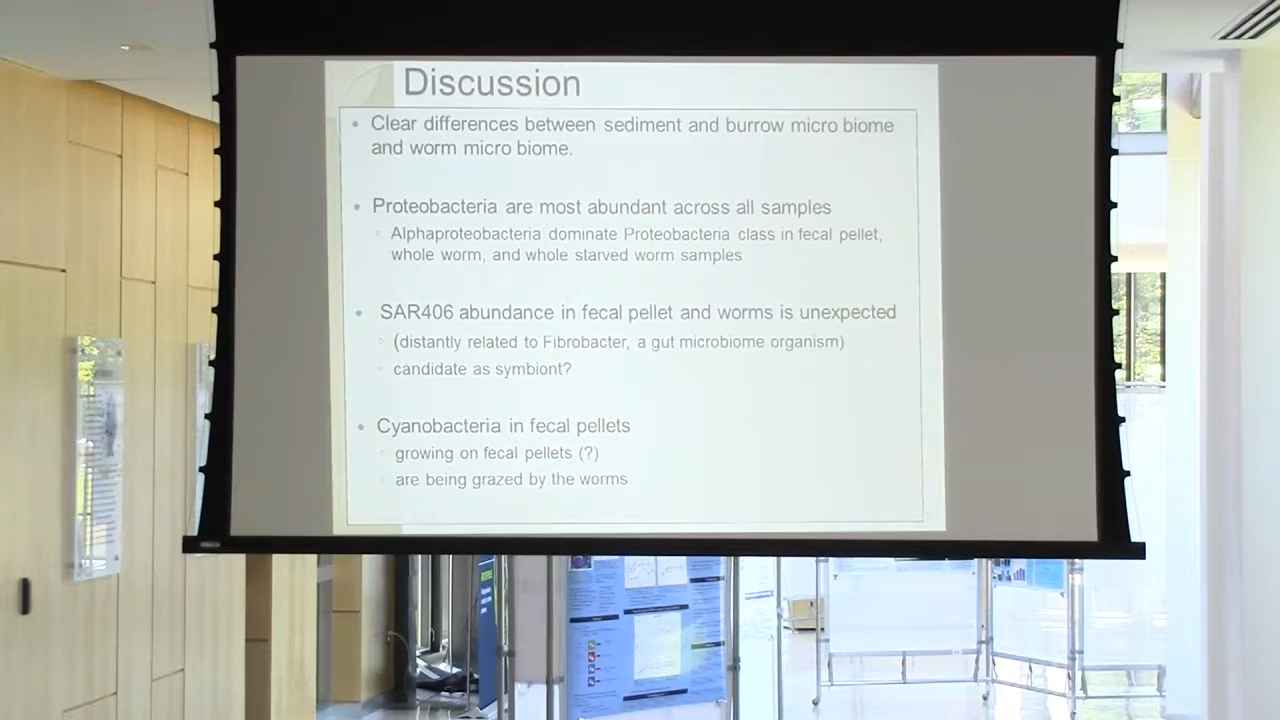 Discussion
• Clear differences between sediment and burrow micro biome
and worm micro biome.
• Proteobacteria are most abundant across all samples
◦ Alphaproteobacteria dominate Proteobacteria class in fecal pellet,
whole worm, and whole starved worm samples
• SAR406 abundance in fecal pellet and worms is unexpected
◦ (distantly related to Fibrobacter, a gut microbiome organism)
◦ candidate as symbiont?
• Cyanobacteria in fecal pellets
◦ growing on fecal pellets (?)
◦ are being grazed by the worms